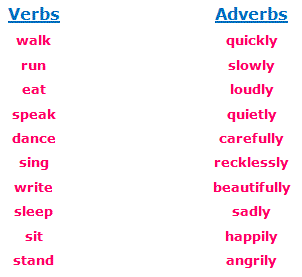 Verbs Adverbs
walk quickly
run slowly
eat loudly
speak quietly
dance carefully
sing recklessly
write beautifully
sleep sadly
sit happily
stand angrily